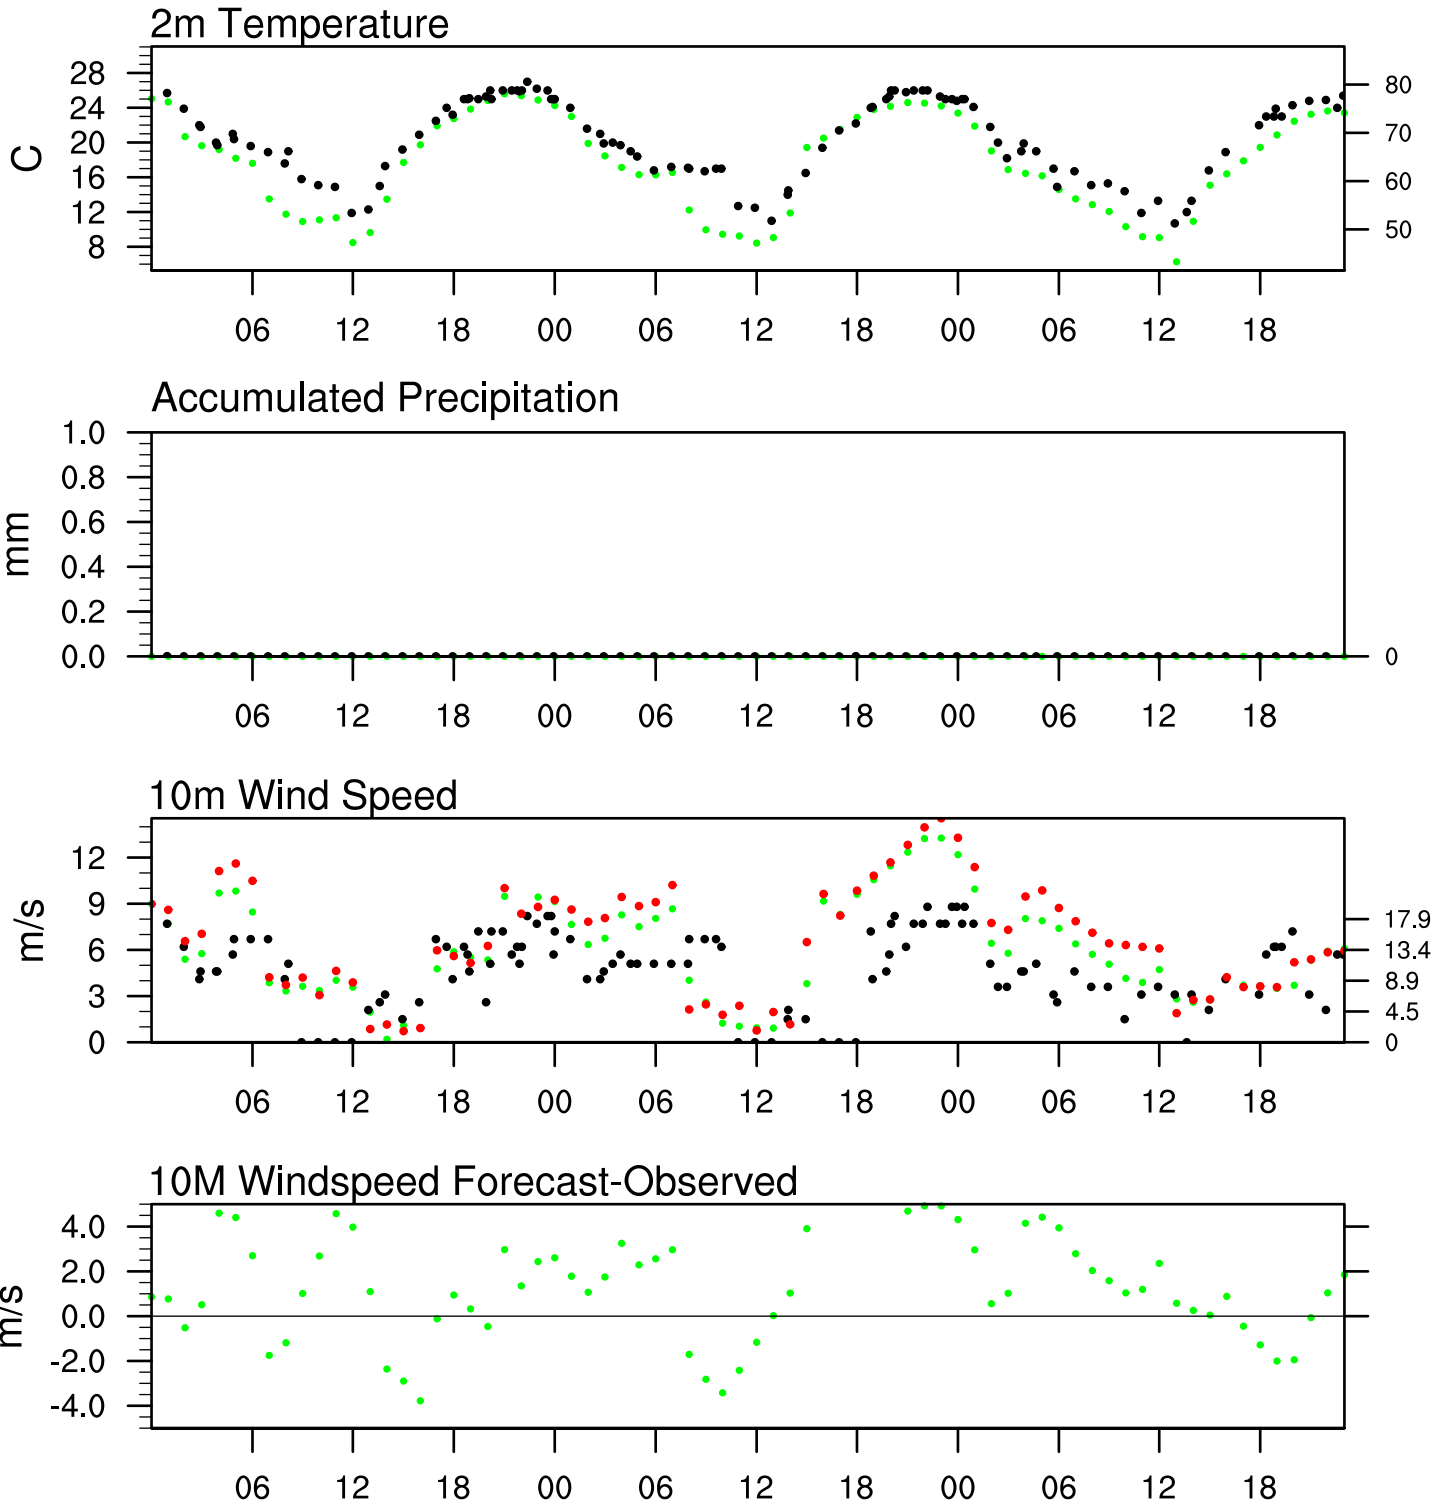 2m Temperature
28
24
20
16
12
8
C
80
70
60
50
06 12 18 00 06 12 18 00 06 12 18
Accumulated Precipitation
1.0
0.8
0.6
0.4
0.2
0.0
mm
0
06 12 18 00 06 12 18 00 06 12 18
10m Wind Speed
12
9
6
3
0
m/s
17.9
13.4
8.9
4.5
0
06 12 18 00 06 12 18 00 06 12 18
10M Windspeed Forecast-Observed
4.0
2.0
0.0
-2.0
-4.0
m/s
06 12 18 00 06 12 18 00 06 12 18